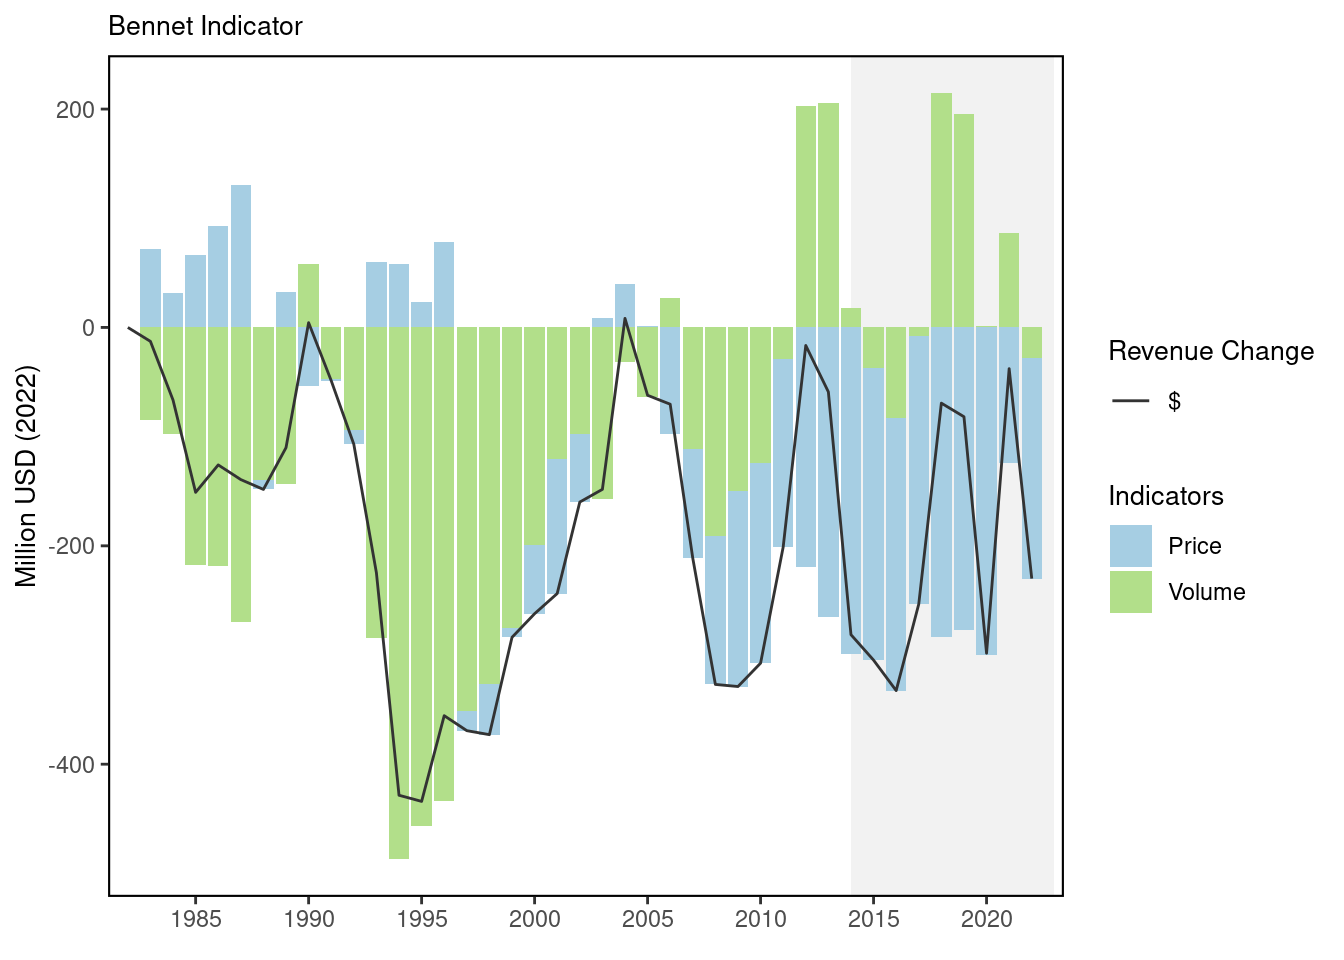 Bennet Indicator
Million USD (2022)
200
0
-200
-400
1985 1990 1995 2000 2005 2010 2015 2020
Revenue Change
$
Indicators
Price
Volume